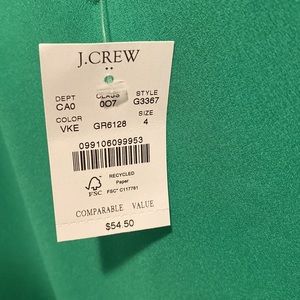 J.CREW
DEPT CLASS STYLE
CA0 007 G3367
COLOR SIZE
VKE GR6128 4
099106099953
RECYCLED
Paper
FSC FSC® C117761
COMPARABLE VALUE
$54.50